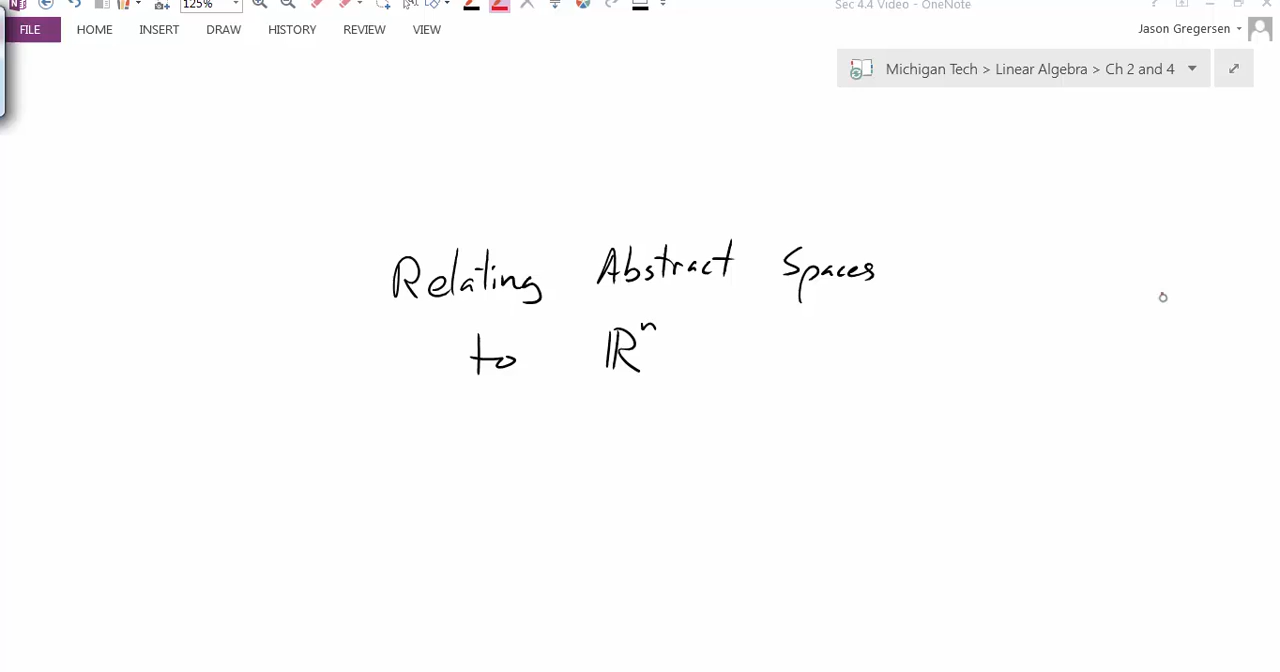 125%
Sec 4.4 Video - OneNote
FILE HOME INSERT DRAW HISTORY REVIEW VIEW
Jason Gregersen
Michigan Tech > Linear Algebra > Ch 2 and 4
Relating Abstract Spaces
to ℝⁿ